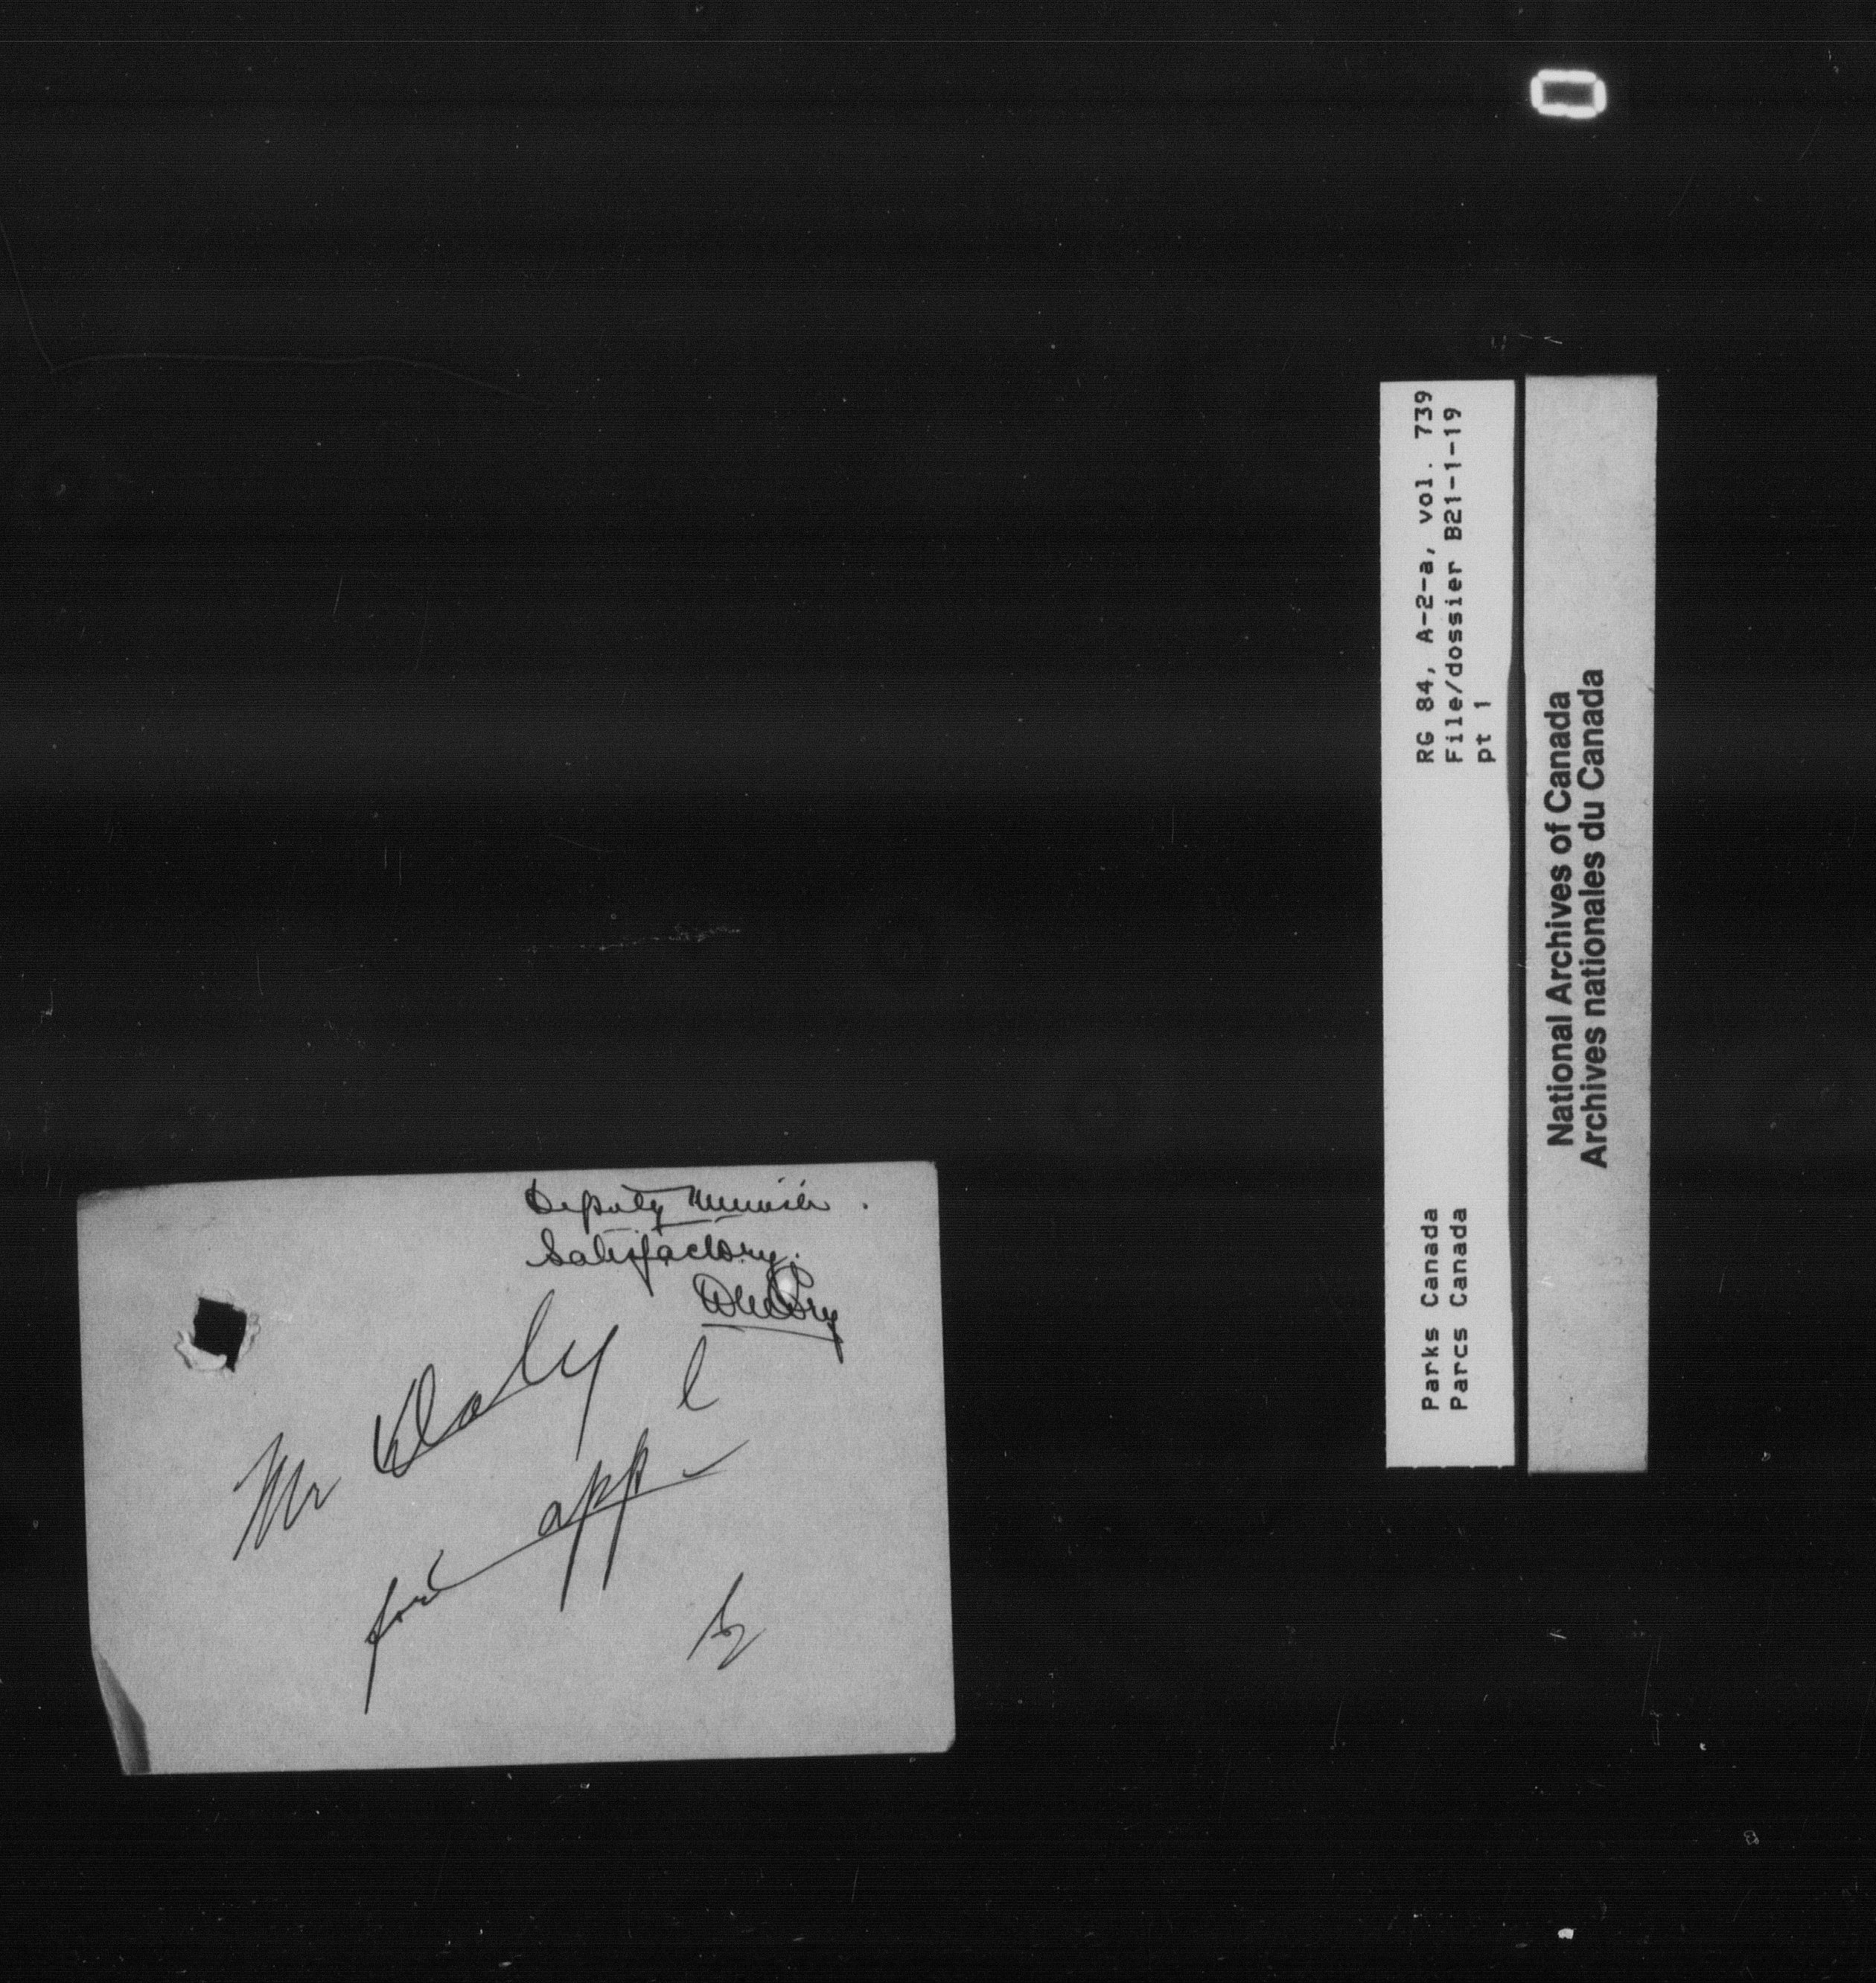 Deputy Minister.
Satisfactory.
Mr Daly
for app l
RG 84, A-2-a, vol. 739
File/dossier B21-1-19
pt 1
Parks Canada
Parcs Canada
National Archives of Canada
Archives nationales du Canada
0